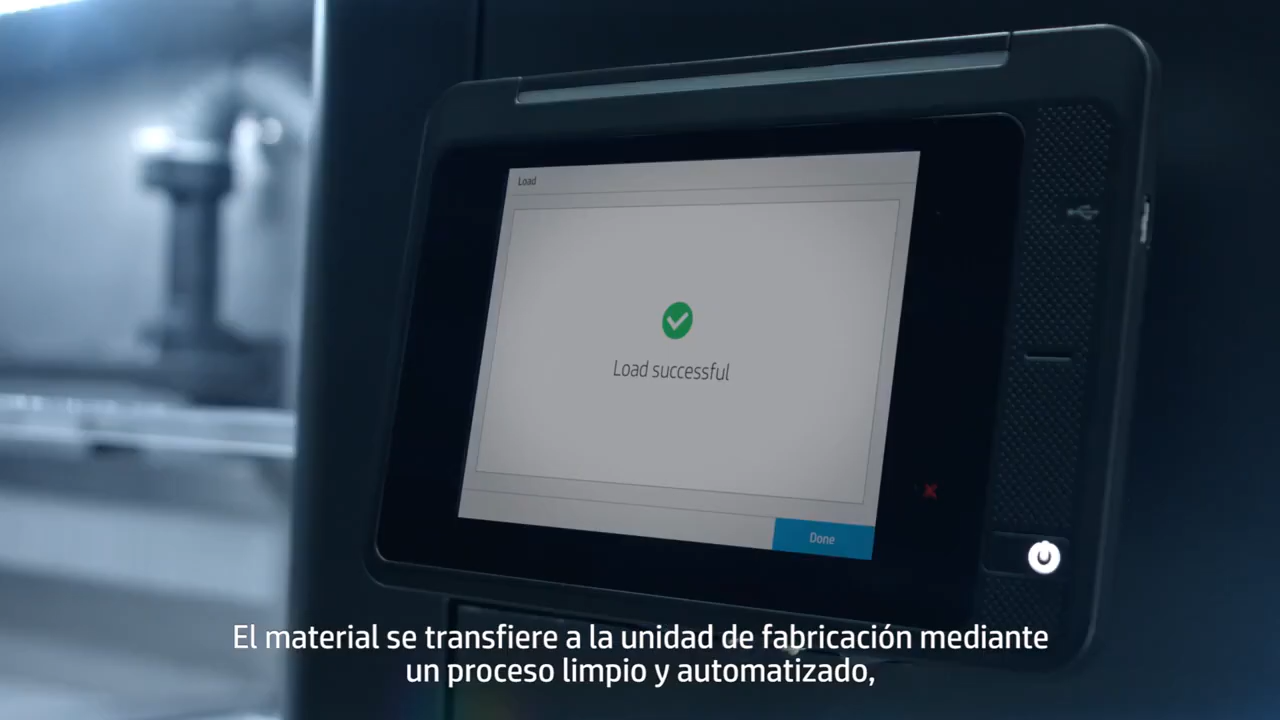 Load
Load successful
Done
El material se transfiere a la unidad de fabricación mediante
un proceso limpio y automatizado,